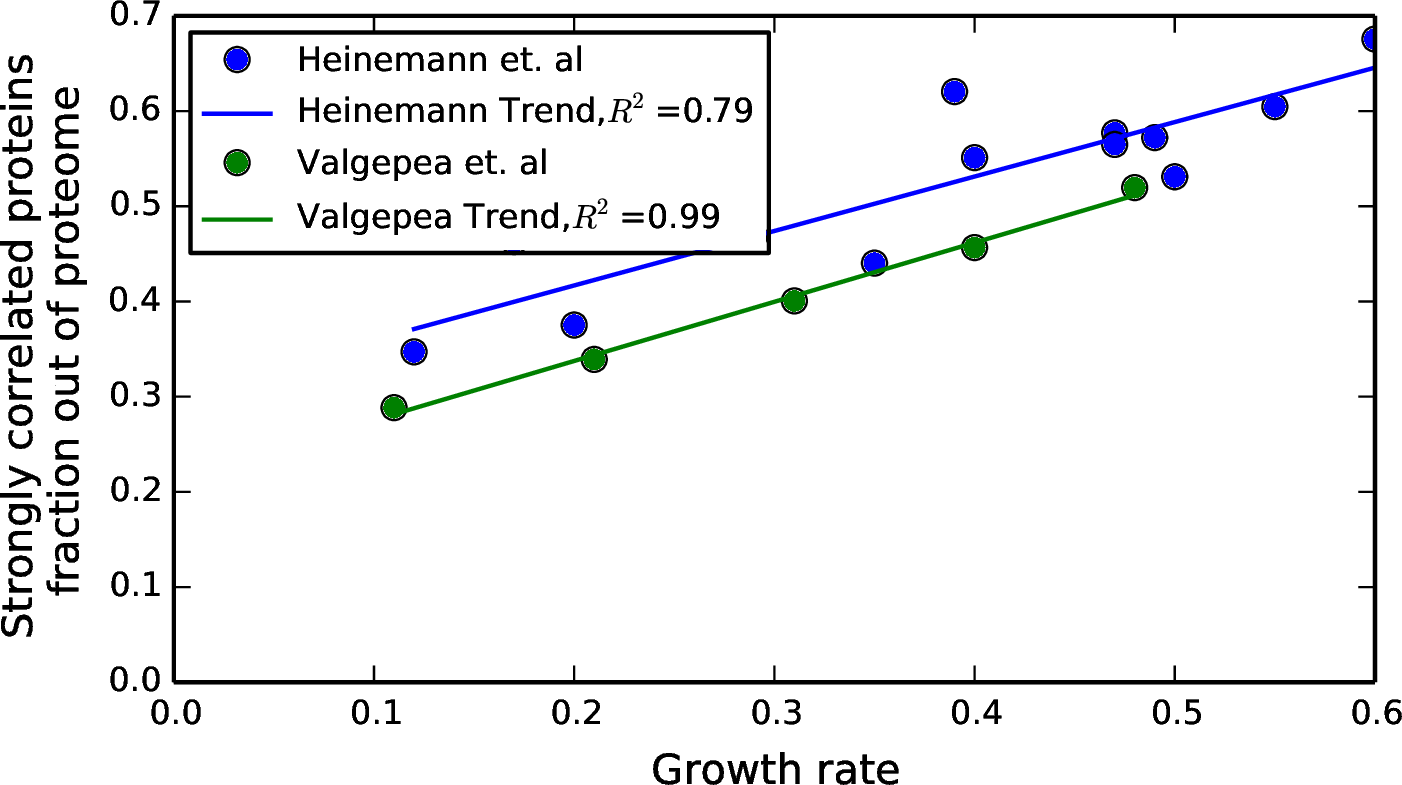 Strongly correlated proteins
fraction out of proteome
0.7
0.6
0.5
0.4
0.3
0.2
0.1
0.0
Heinemann et. al
Heinemann Trend,R² =0.79
Valgepea et. al
Valgepea Trend,R² =0.99
0.0 0.1 0.2 0.3 0.4 0.5 0.6
Growth rate